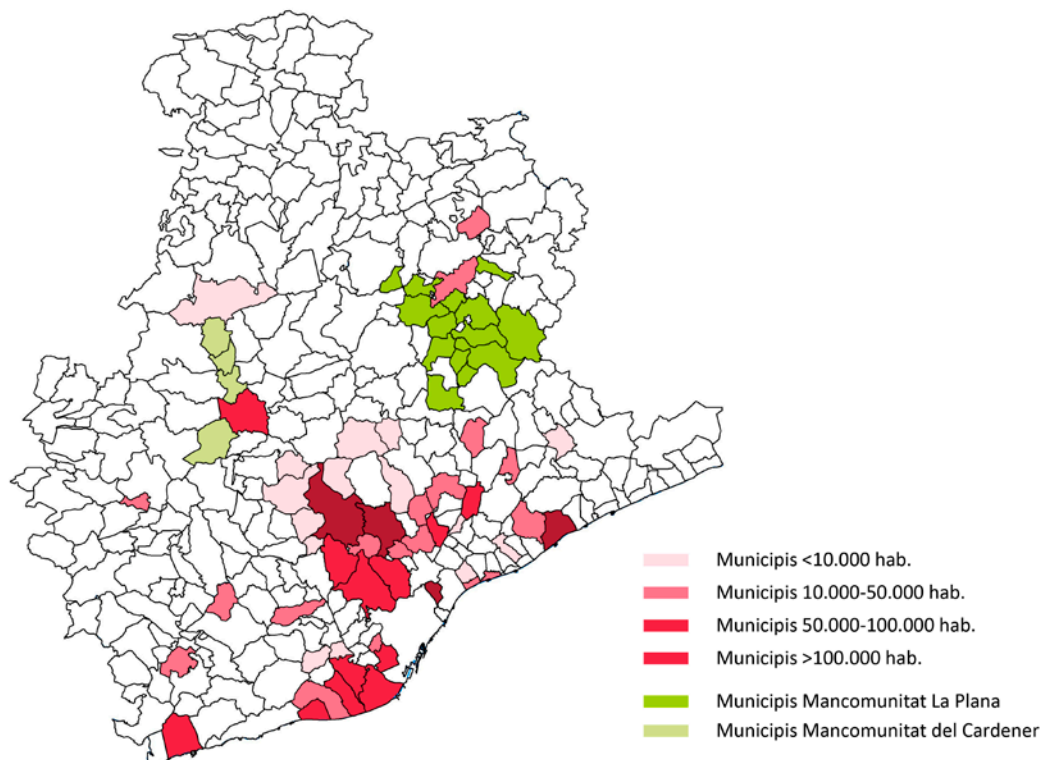 Municipis <10.000 hab.
Municipis 10.000-50.000 hab.
Municipis 50.000-100.000 hab.
Municipis >100.000 hab.
Municipis Mancomunitat La Plana
Municipis Mancomunitat del Cardener